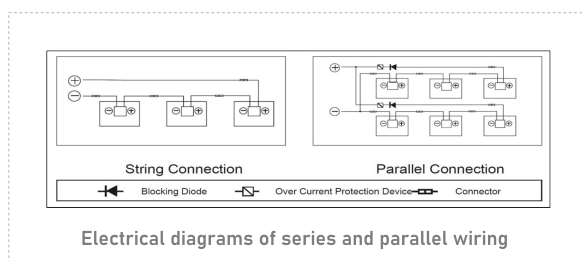 String Connection
Parallel Connection
Blocking Diode
Over Current Protection Device
Connector
Electrical diagrams of series and parallel wiring